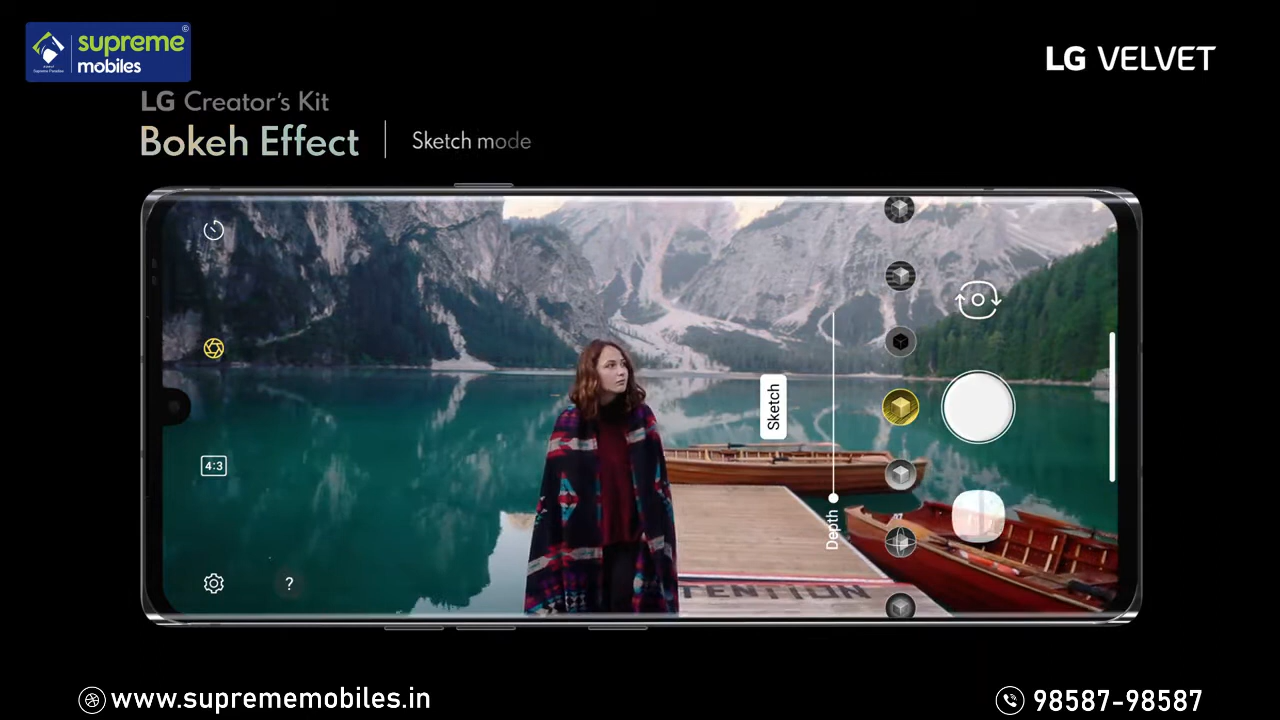 supreme
mobiles
LG VELVET
LG Creator's Kit
Bokeh Effect
Sketch mode
4:3
Sketch
Depth
?
TENTION
www.suprememobiles.in
98587-98587